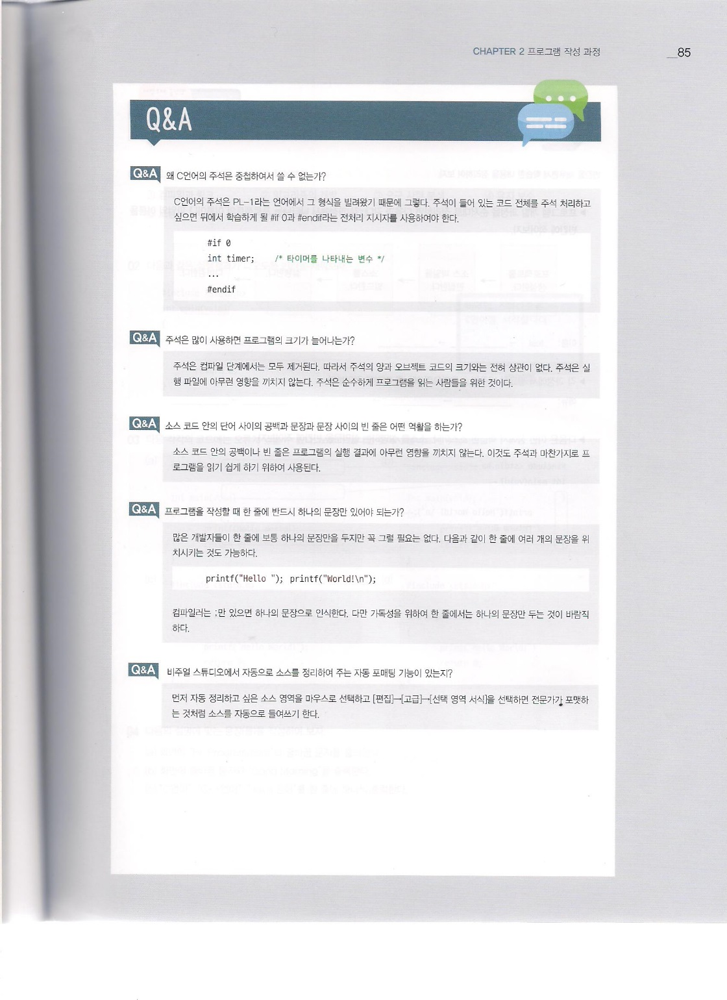 CHAPTER 2 프로그램 작성 과정 __85
Q&A
Q&A 왜 C언어의 주석은 중첩하여서 쓸 수 없는가?
C언어의 주석은 PL-1라는 언어에서 그 형식을 빌려왔기 때문에 그렇다. 주석이 들어 있는 코드 전체를 주석 처리하고
싶으면 뒤에서 학습하게 될 #if 0과 #endif라는 전처리 지시자를 사용하여야 한다.
#if 0
int timer; /* 타이머를 나타내는 변수 */
...
#endif
Q&A 주석은 많이 사용하면 프로그램의 크기가 늘어나는가?
주석은 컴파일 단계에서는 모두 제거된다. 따라서 주석의 양과 오브젝트 코드의 크기와는 전혀 상관이 없다. 주석은 실
행 파일에 아무런 영향을 끼치지 않는다. 주석은 순수하게 프로그램을 읽는 사람들을 위한 것이다.
Q&A 소스 코드 안의 단어 사이의 공백과 문장과 문장 사이의 빈 줄은 어떤 역활을 하는가?
소스 코드 안의 공백이나 빈 줄은 프로그램의 실행 결과에 아무런 영향을 끼치지 않는다. 이것도 주석과 마찬가지로 프
로그램을 읽기 쉽게 하기 위하여 사용된다.
Q&A 프로그램을 작성할 때 한 줄에 반드시 하나의 문장만 있어야 되는가?
많은 개발자들이 한 줄에 보통 하나의 문장만을 두지만 꼭 그럴 필요는 없다. 다음과 같이 한 줄에 여러 개의 문장을 위
치시키는 것도 가능하다.
printf("Hello "); printf("World!\n");
컴파일러는 ;만 있으면 하나의 문장으로 인식한다. 다만 가독성을 위하여 한 줄에서는 하나의 문장만 두는 것이 바람직
하다.
Q&A 비주얼 스튜디오에서 자동으로 소스를 정리하여 주는 자동 포매팅 기능이 있는지?
먼저 자동 정리하고 싶은 소스 영역을 마우스로 선택하고 [편집]→[고급]→[선택 영역 서식]을 선택하면 전문가가 포맷하
는 것처럼 소스를 자동으로 들여쓰기 한다.